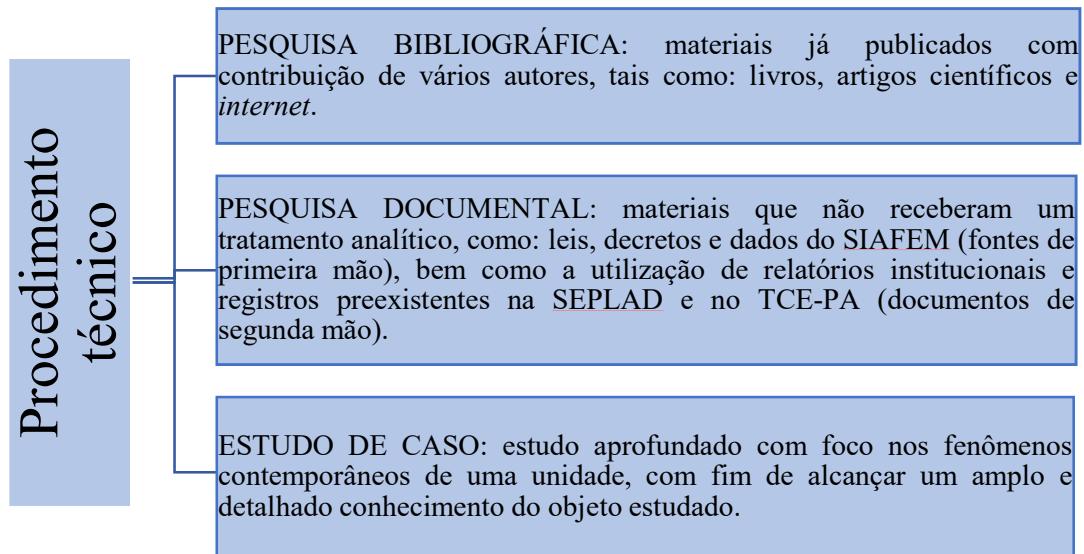 Procedimento
técnico
PESQUISA BIBLIOGRÁFICA: materiais já publicados com
contribuição de vários autores, tais como: livros, artigos científicos e
internet.
PESQUISA DOCUMENTAL: materiais que não receberam um
tratamento analítico, como: leis, decretos e dados do SIAFEM (fontes de
primeira mão), bem como a utilização de relatórios institucionais e
registros preexistentes na SEPLAD e no TCE-PA (documentos de
segunda mão).
ESTUDO DE CASO: estudo aprofundado com foco nos fenômenos
contemporâneos de uma unidade, com fim de alcançar um amplo e
detalhado conhecimento do objeto estudado.